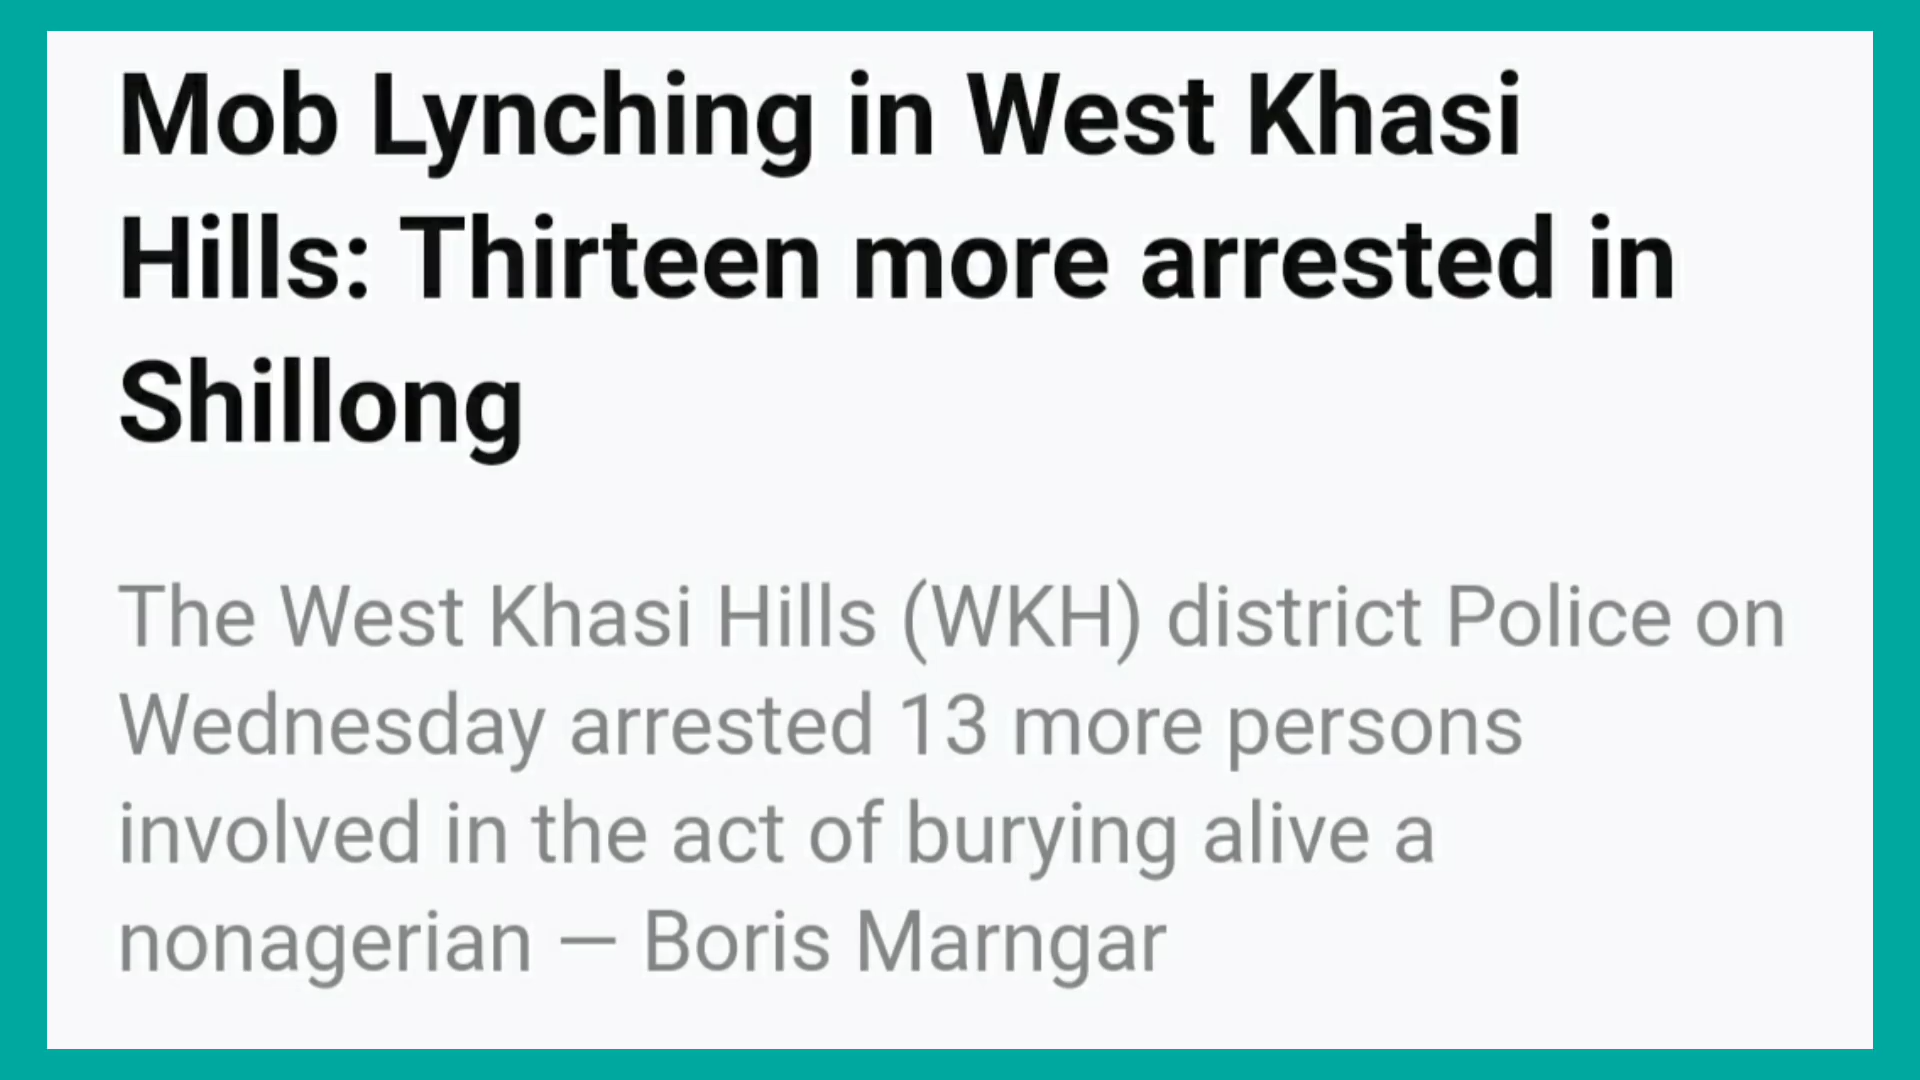 Mob Lynching in West Khasi
Hills: Thirteen more arrested in
Shillong
The West Khasi Hills (WKH) district Police on
Wednesday arrested 13 more persons
involved in the act of burying alive a
nonagerian — Boris Marngar